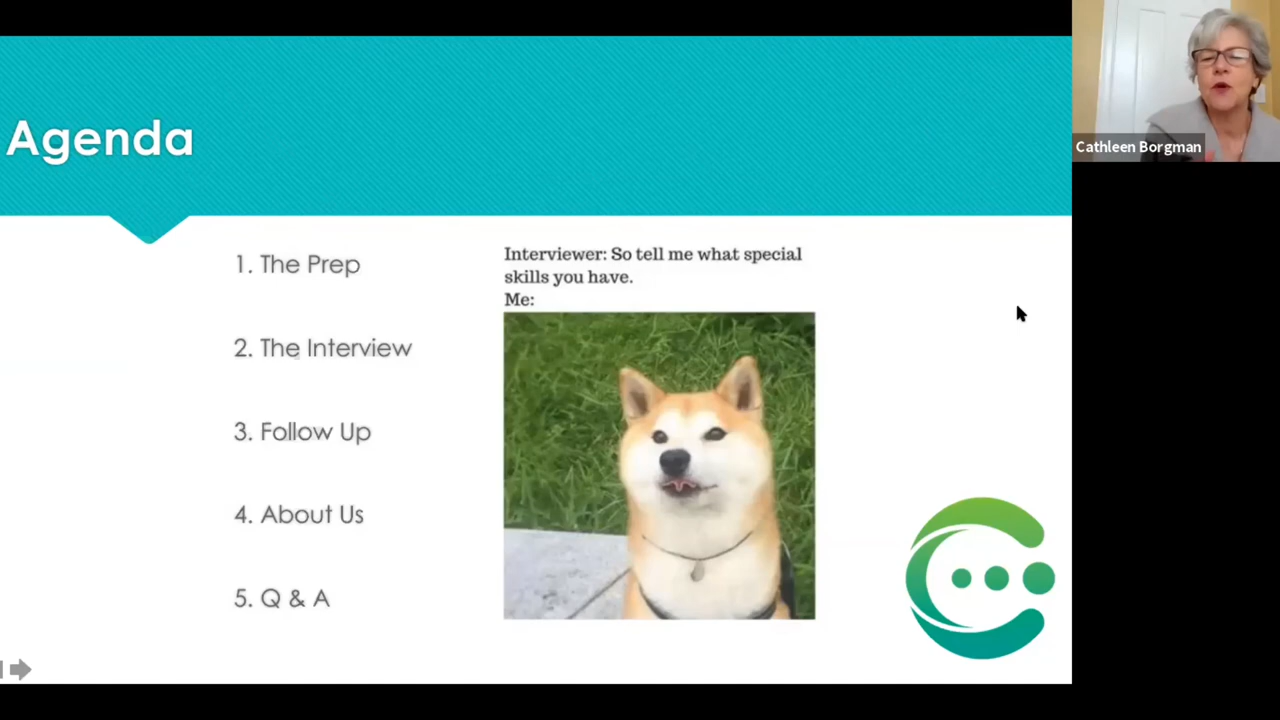 Agenda
1. The Prep
2. The Interview
3. Follow Up
4. About Us
5. Q & A
Interviewer: So tell me what special
skills you have.
Me:
Cathleen Borgman